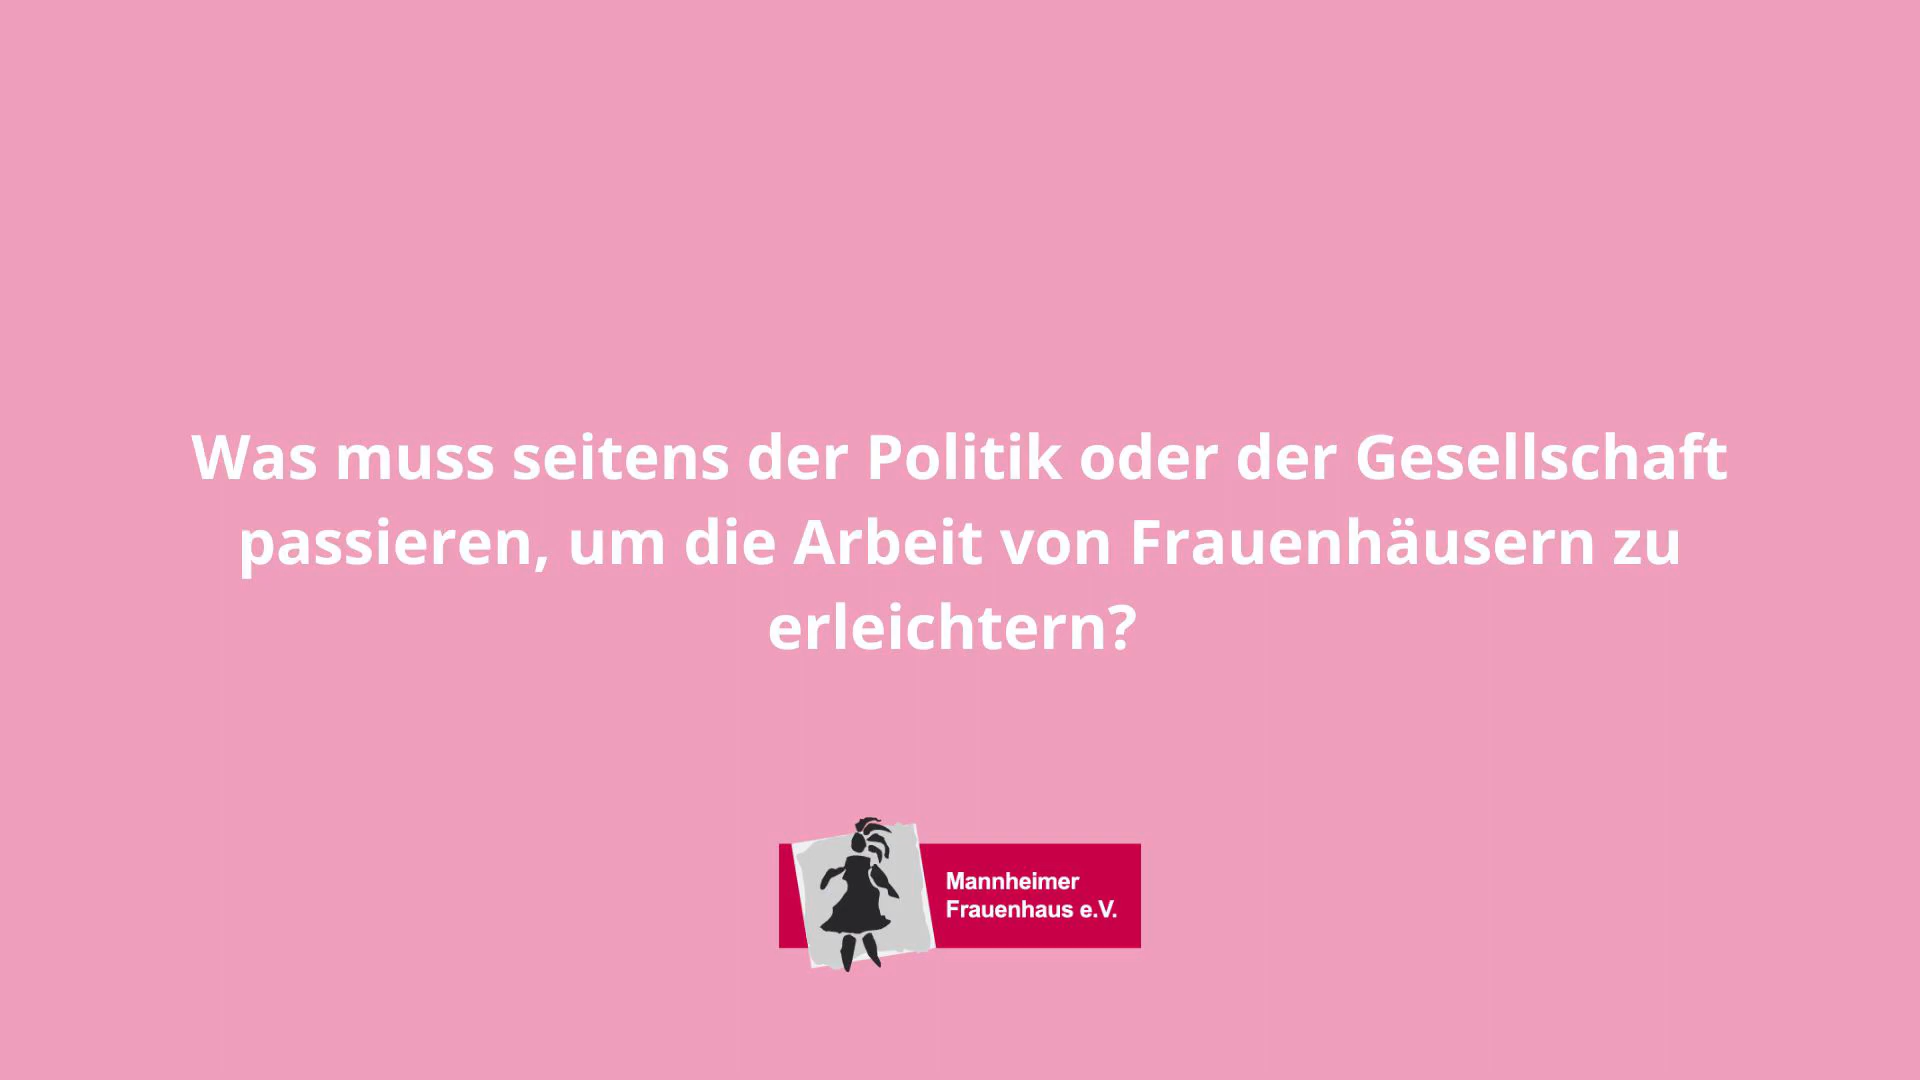 Was muss seitens der Politik oder der Gesellschaft
passieren, um die Arbeit von Frauenhäusern zu
erleichtern?
Mannheimer
Frauenhaus e.V.